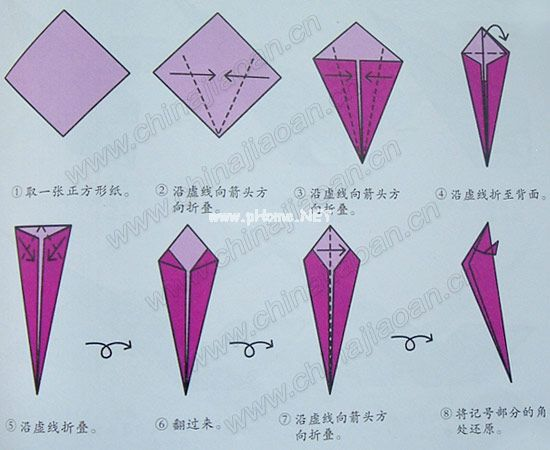 ①取一张正方形纸。
②沿虚线向箭头方
向折叠。
③沿虚线向箭头方
向折叠。
④沿虚线折至背面。
www.pHome.NET
⑤沿虚线折叠。
⑥翻过来。
⑦沿虚线向箭头方
向折叠。
⑧将记号部分的角
处还原。
www.chinajiaoan.cn
www.chinajiaoan.cn
www.chinajiaoan.cn